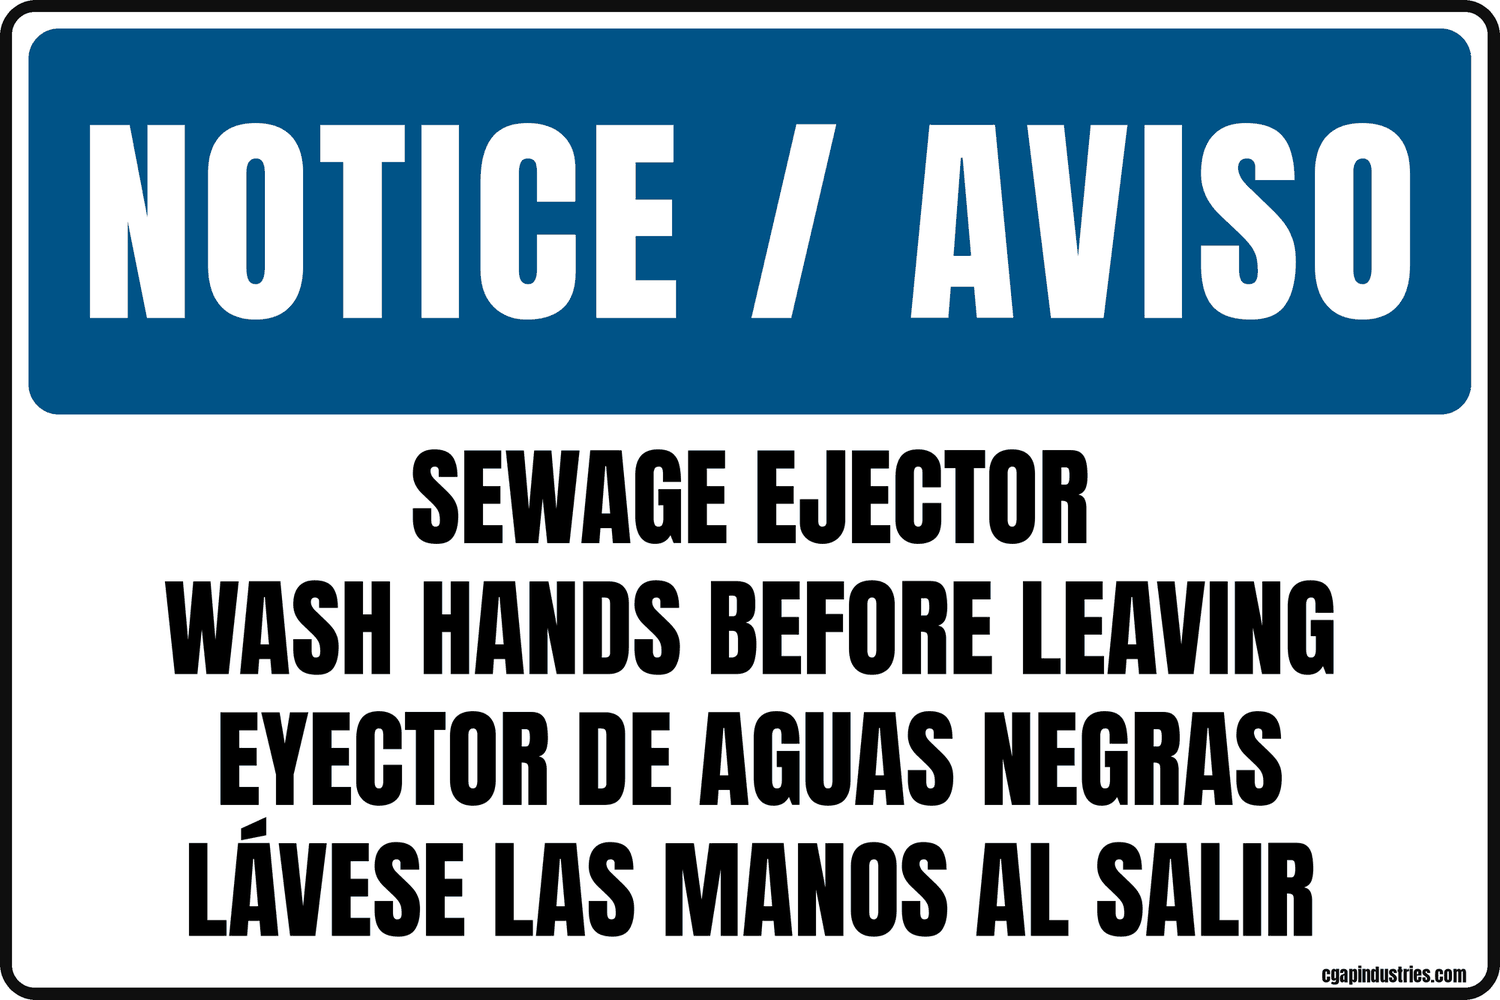 NOTICE / AVISO
SEWAGE EJECTOR
WASH HANDS BEFORE LEAVING
EYECTOR DE AGUAS NEGRAS
LÁVESE LAS MANOS AL SALIR
cgapindustries.com